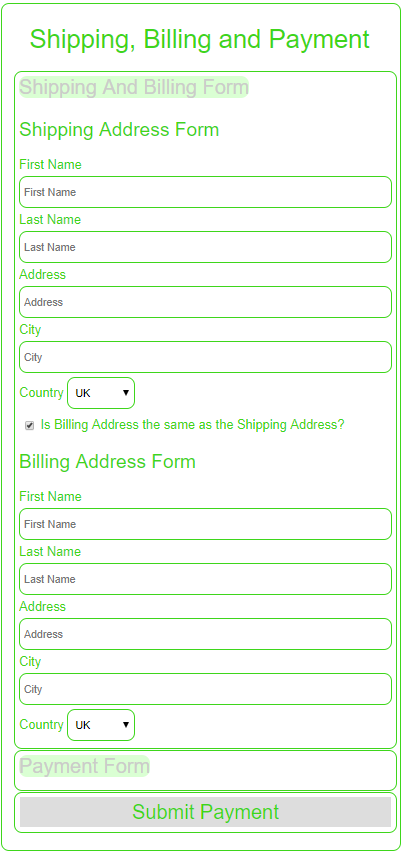 Shipping, Billing and Payment
Shipping And Billing Form
Shipping Address Form
First Name
First Name
Last Name
Last Name
Address
Address
City
City
Country UK
Is Billing Address the same as the Shipping Address?
Billing Address Form
First Name
First Name
Last Name
Last Name
Address
Address
City
City
Country UK
Payment Form
Submit Payment